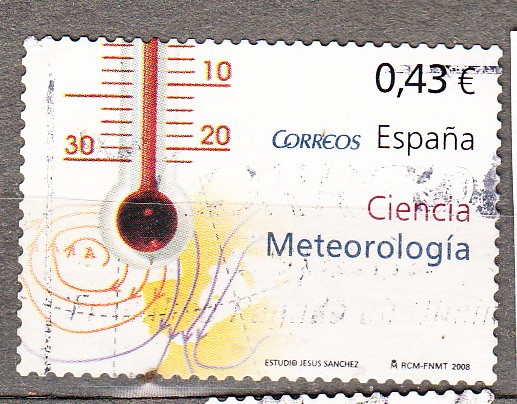 0,43 €
10
30
20
CORREOS España
Ciencia
Meteorología
A
ESTUDIO JESUS SANCHEZ
RCM-FNMT 2008